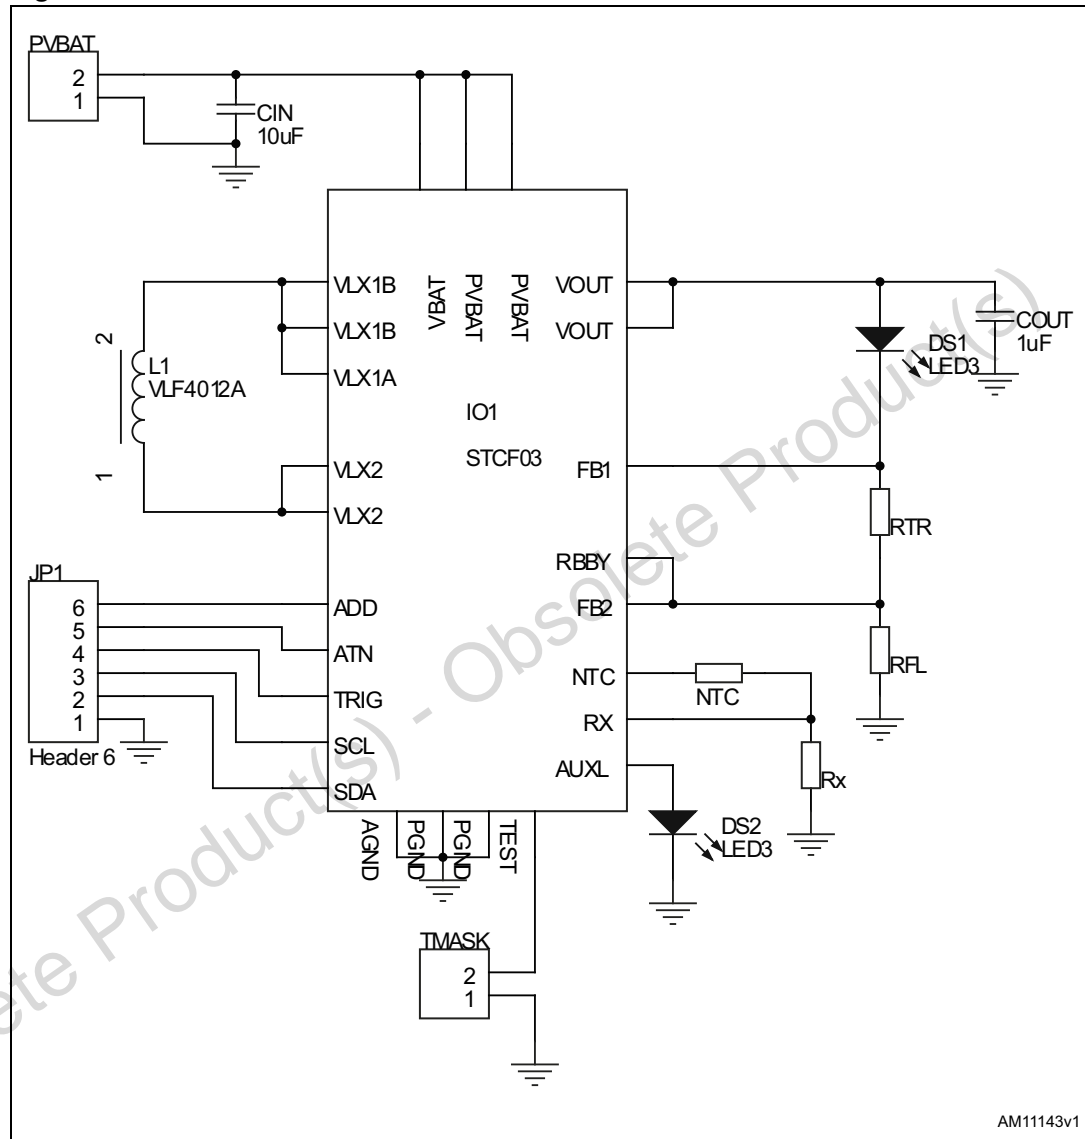 PVBAT
2
1
CIN
10uF
VBAT
PVBAT
PVBAT
VLX1B
VLX1B
VLX1A
VLX2
VLX2
2
L1
VLF4012A
1
IO1
STCF03
VOUT
VOUT
COUT
1uF
DS1
LED3
FB1
RTR
RBBY
FB2
RFL
NTC
NTC
RX
Rx
AUXL
DS2
LED3
JP1
6
5
4
3
2
1
Header 6
ADD
ATN
TRIG
SCL
SDA
AGND
PGND
PGND
TEST
TMASK
2
1
Obsolete Product(s) - Obsolete Product(s)
AM11143v1